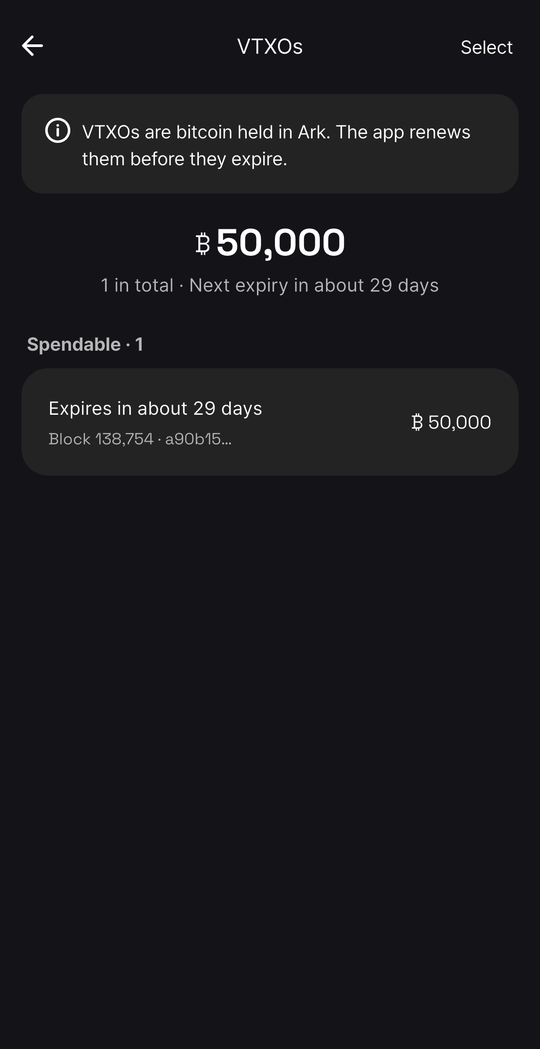 VTXOs
Select
VTXOs are bitcoin held in Ark. The app renews
them before they expire.
₿ 50,000
1 in total · Next expiry in about 29 days
Spendable · 1
Expires in about 29 days
₿ 50,000
Block 138,754 · a90b15...